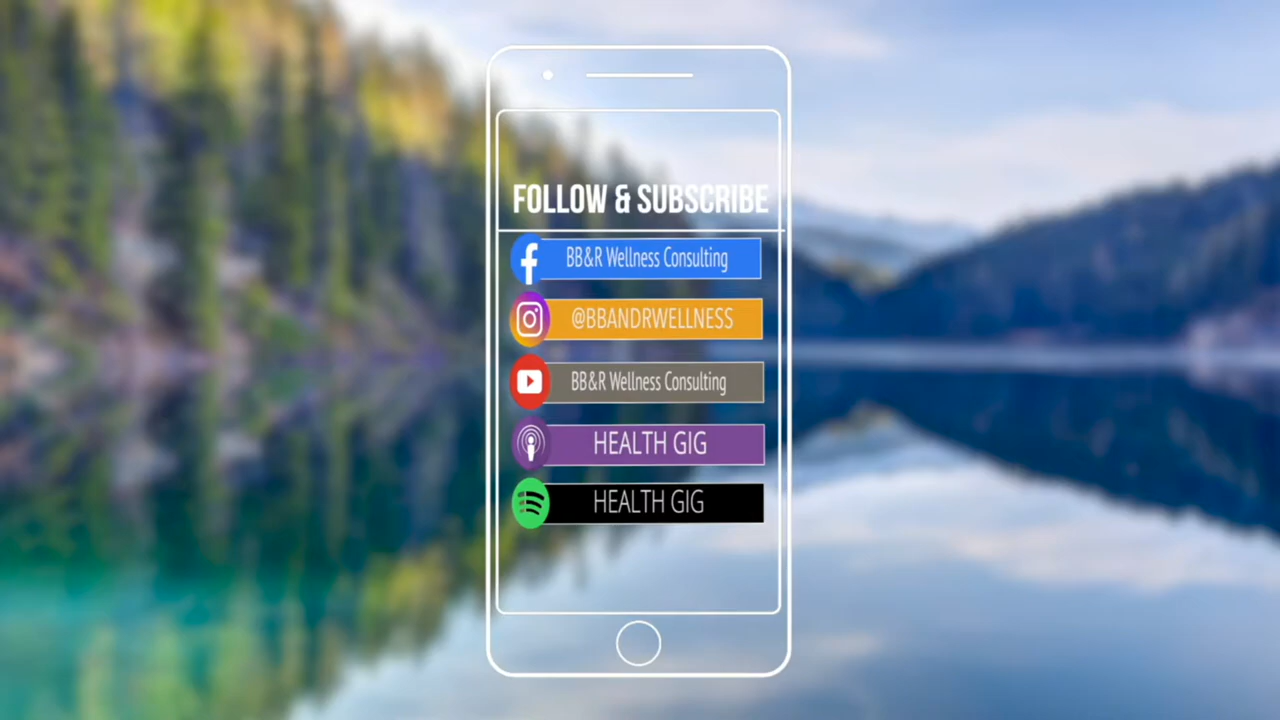 FOLLOW & SUBSCRIBE
BB&R Wellness Consulting
@BBANDRWELLNESS
BB&R Wellness Consulting
HEALTH GIG
HEALTH GIG